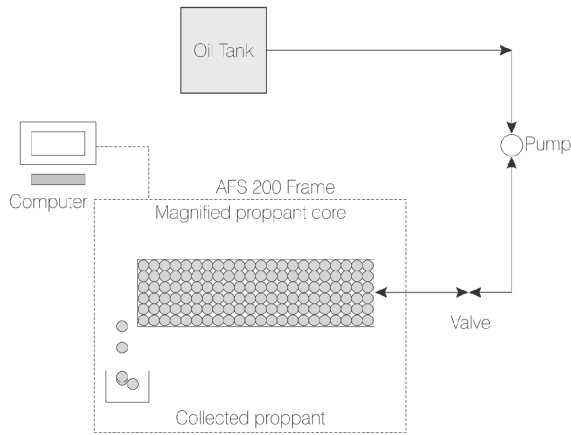 Oil Tank
Pump
Computer
AFS 200 Frame
Magnified proppant core
Valve
Collected proppant